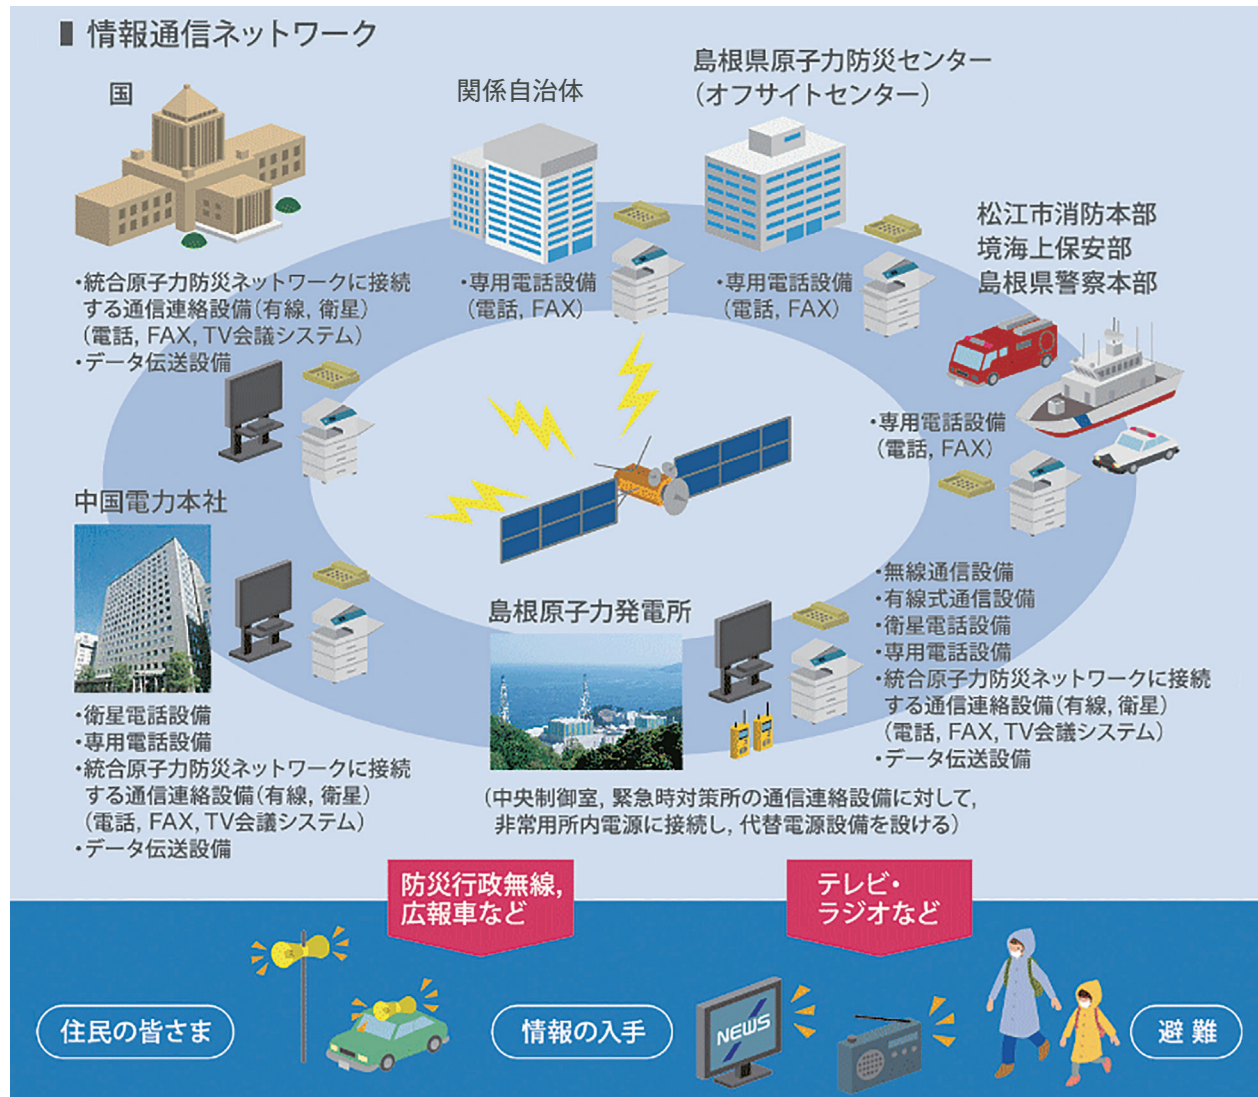 情報通信ネットワーク
国
・統合原子力防災ネットワークに接続
する通信連絡設備(有線, 衛星)
(電話, FAX, TV会議システム)
・データ伝送設備
関係自治体
・専用電話設備
(電話, FAX)
島根県原子力防災センター
(オフサイトセンター)
・専用電話設備
(電話, FAX)
松江市消防本部
境海上保安部
島根県警察本部
・専用電話設備
(電話, FAX)
中国電力本社
・衛星電話設備
・専用電話設備
・統合原子力防災ネットワークに接続
する通信連絡設備(有線, 衛星)
(電話, FAX, TV会議システム)
・データ伝送設備
島根原子力発電所
・無線通信設備
・有線式通信設備
・衛星電話設備
・専用電話設備
・統合原子力防災ネットワークに接続
する通信連絡設備(有線, 衛星)
(電話, FAX, TV会議システム)
・データ伝送設備
(中央制御室, 緊急時対策所の通信連絡設備に対して,
非常用所内電源に接続し, 代替電源設備を設ける)
防災行政無線,
広報車など
テレビ・
ラジオなど
住民の皆さま
情報の入手
NEWS
避難